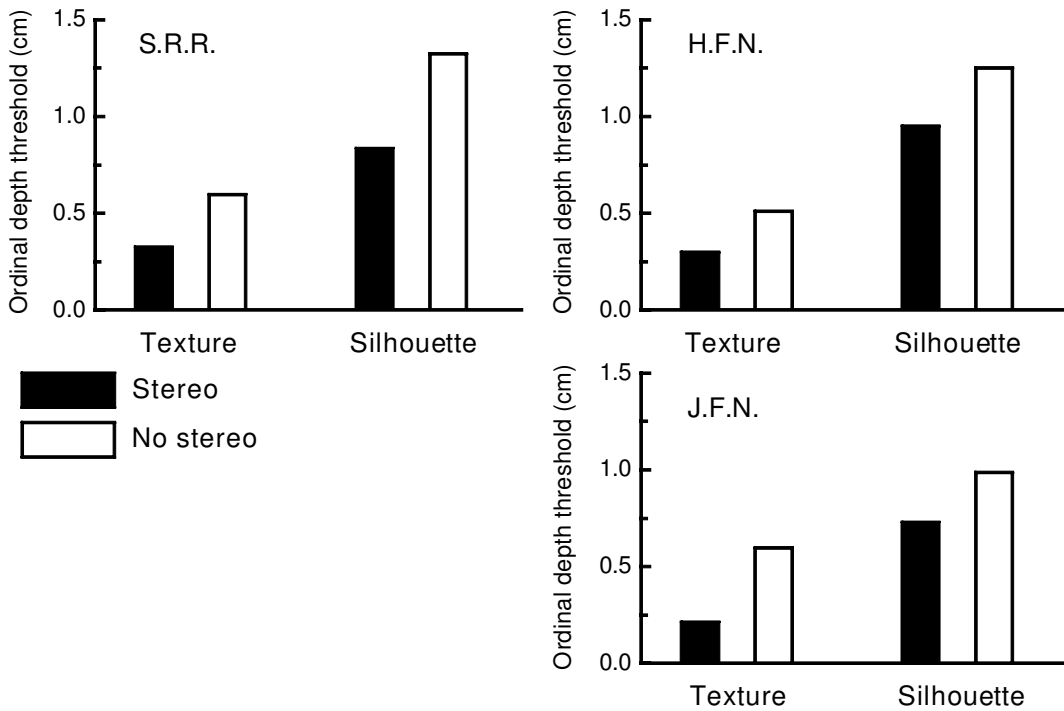 Ordinal depth threshold (cm)
1.5
1.0
0.5
0.0
S.R.R.
Texture Silhouette
Ordinal depth threshold (cm)
1.5
1.0
0.5
0.0
H.F.N.
Texture Silhouette
Stereo
No stereo
Ordinal depth threshold (cm)
1.5
1.0
0.5
0.0
J.F.N.
Texture Silhouette